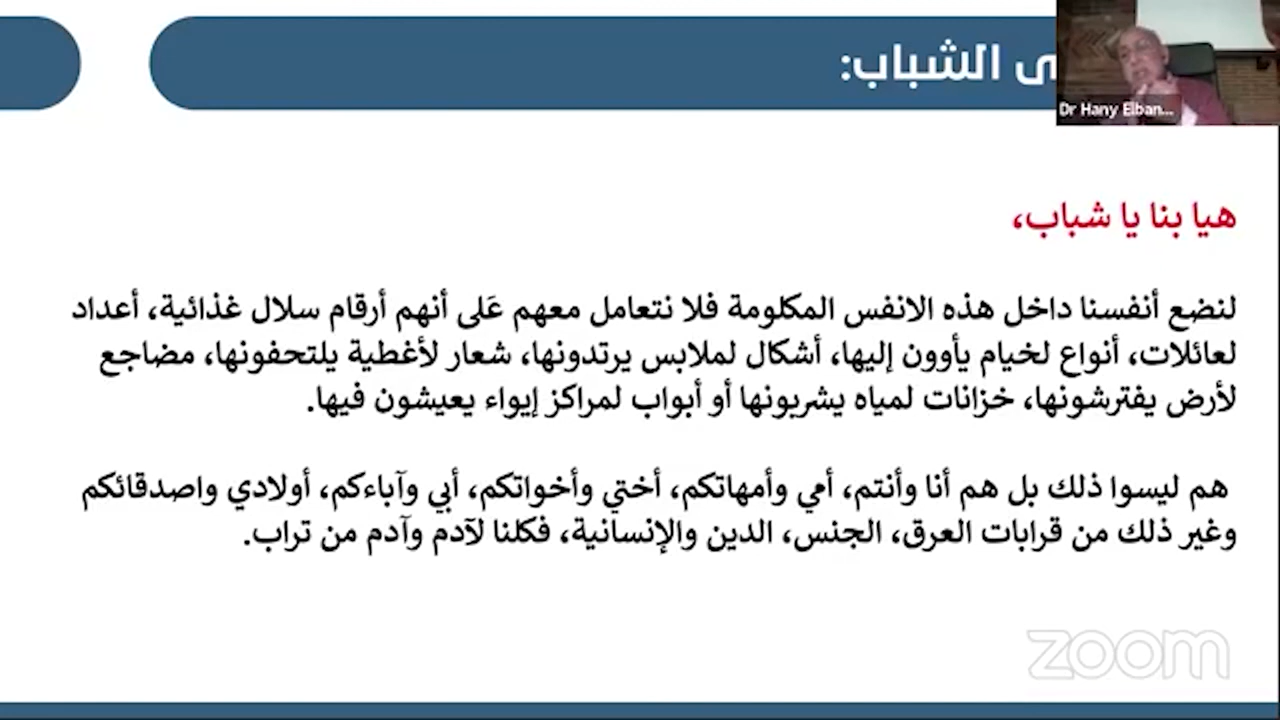 ى الشباب:
Dr Hany Elban...
هيا بنا يا شباب،
لنضع أنفسنا داخل هذه الانفس المكلومة فلا نتعامل معهم عَلى أنهم أرقام سلال غذائية، أعداد
لعائلات، أنواع لخيام يأوون إليها، أشكال لملابس يرتدونها، شعار لأغطية يلتحفونها، مضاجع
لأرض يفترشونها، خزانات لمياه يشربونها أو أبواب لمراكز إيواء يعيشون فيها.
هم ليسوا ذلك بل هم أنا وأنتم، أمي وأمهاتكم، أختي وأخواتكم، أبي وآباءكم، أولادي واصدقائكم
وغير ذلك من قرابات العرق، الجنس، الدين والإنسانية، فكلنا لآدم وآدم من تراب.
zoom